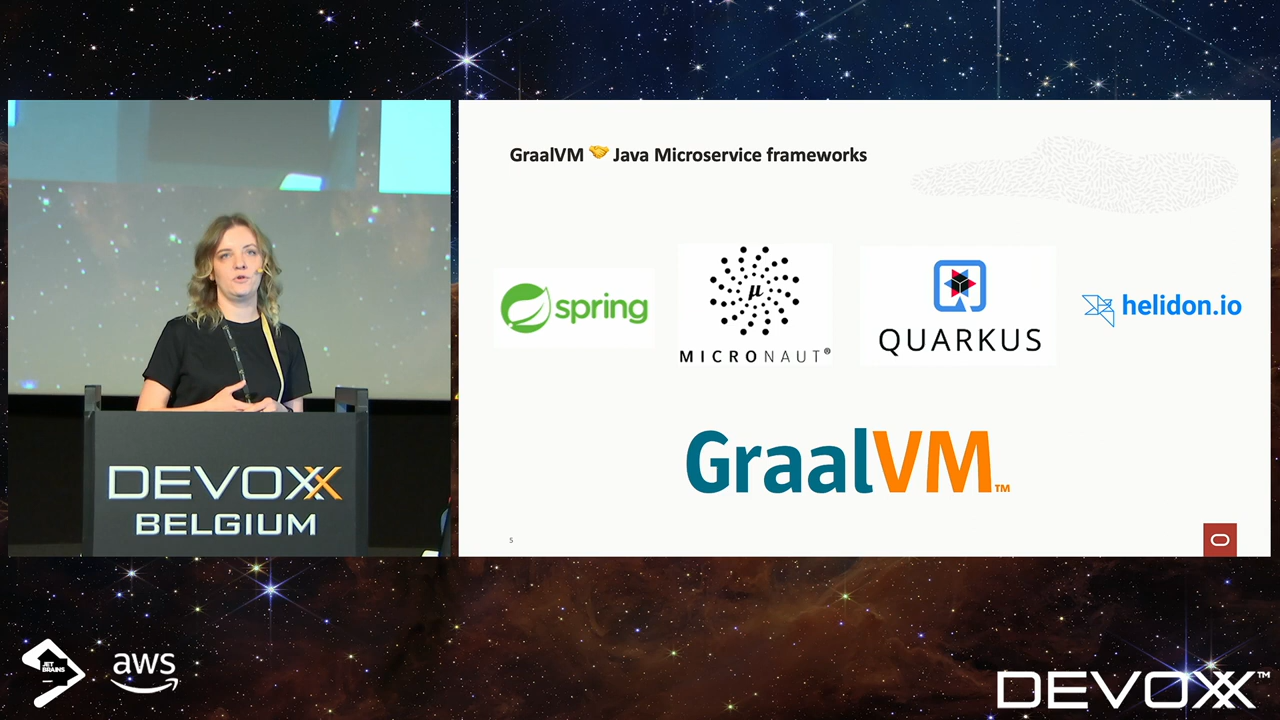 GraalVM 🤝 Java Microservice frameworks
spring
μ
MICRONAUT®
QUARKUS
helidon.io
GraalVM™
5
DEVOXX
BELGIUM
JET
BRAINS
aws
DEVOXX™